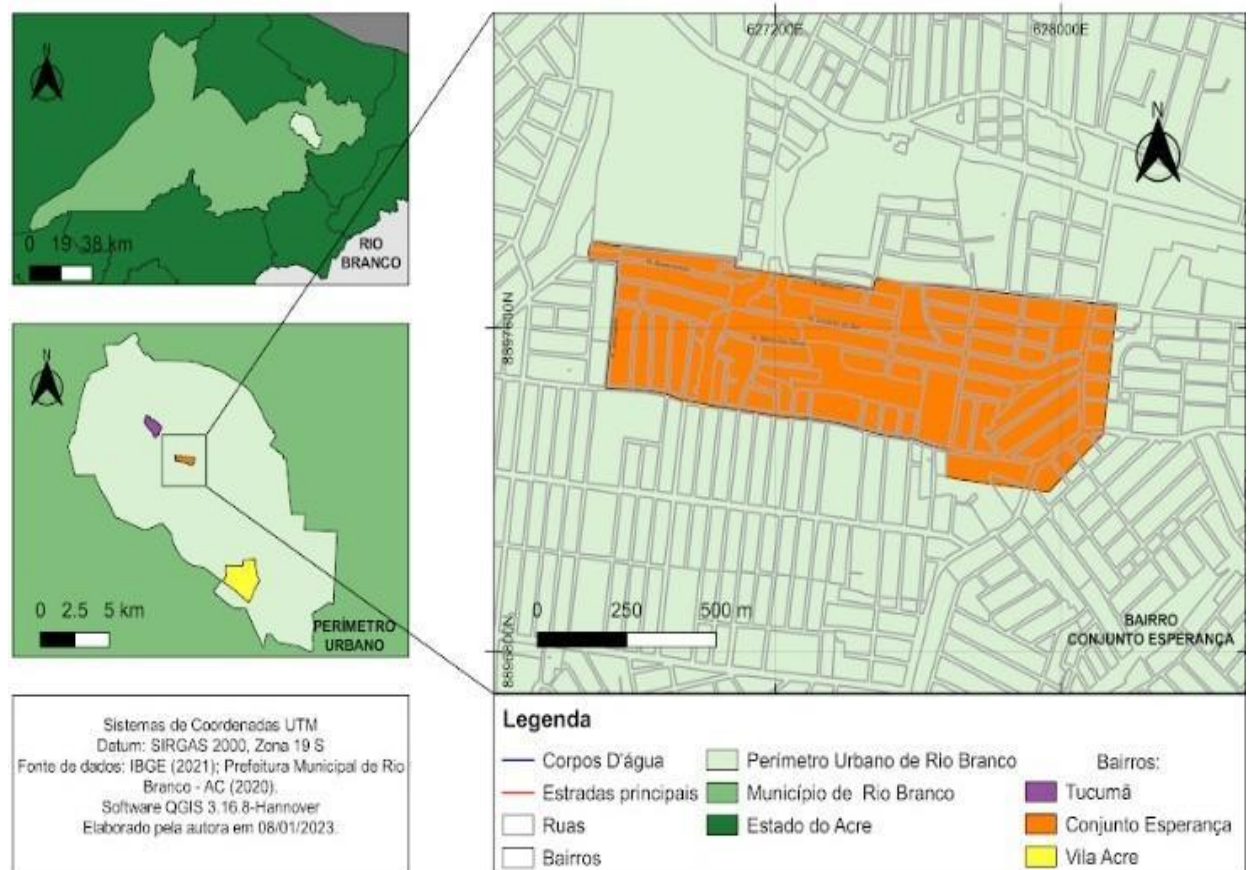 N
0 19 38 km
RIO
BRANCO
N
0 2.5 5 km
PERÍMETRO
URBANO
627200E
628000E
N
8897600N
8896800N
0 250 500 m
BAIRRO
CONJUNTO ESPERANÇA
Sistemas de Coordenadas UTM
Datum: SIRGAS 2000, Zona 19 S
Fonte de dados: IBGE (2021); Prefeitura Municipal de Rio
Branco - AC (2020).
Software QGIS 3.16.8-Hannover
Elaborado pela autora em 08/01/2023.
Legenda
Corpos D'água
Estradas principais
Ruas
Bairros
Perímetro Urbano de Rio Branco
Município de Rio Branco
Estado do Acre
Bairros:
Tucumã
Conjunto Esperança
Vila Acre